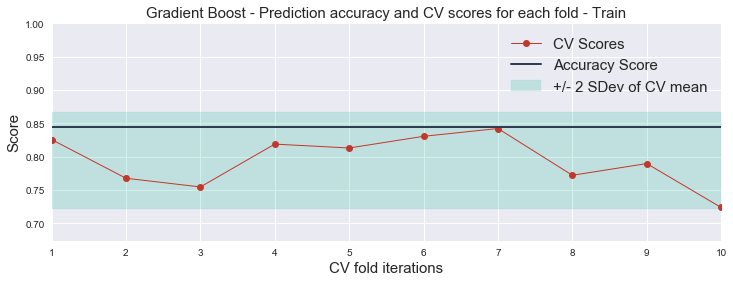 Gradient Boost - Prediction accuracy and CV scores for each fold - Train
1.00
0.95
0.90
0.85
0.80
0.75
0.70
Score
CV Scores
Accuracy Score
+/- 2 SDev of CV mean
1 2 3 4 5 6 7 8 9 10
CV fold iterations